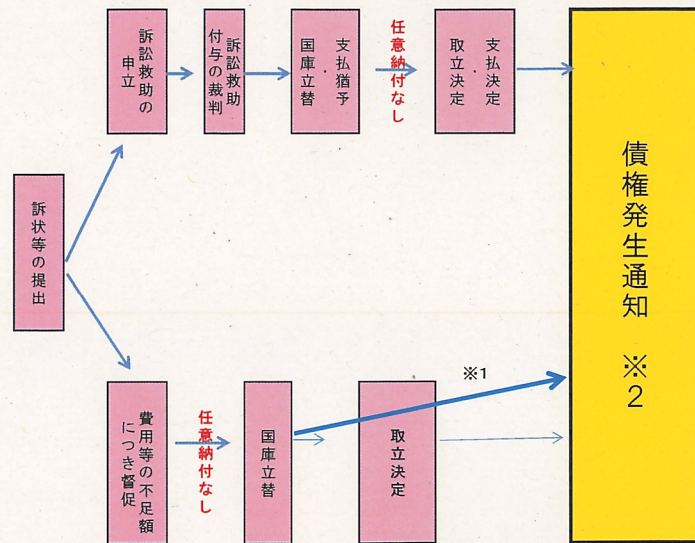 訴訟救助の
申立
訴訟救助
付与の裁判
支払猶予
・
国庫立替
任意納付なし
支払決定
・
取立決定
債権発生通知 ※2
訴状等の提出
費用等の不足額
につき督促
任意納付なし
国庫立替
取立決定
※1